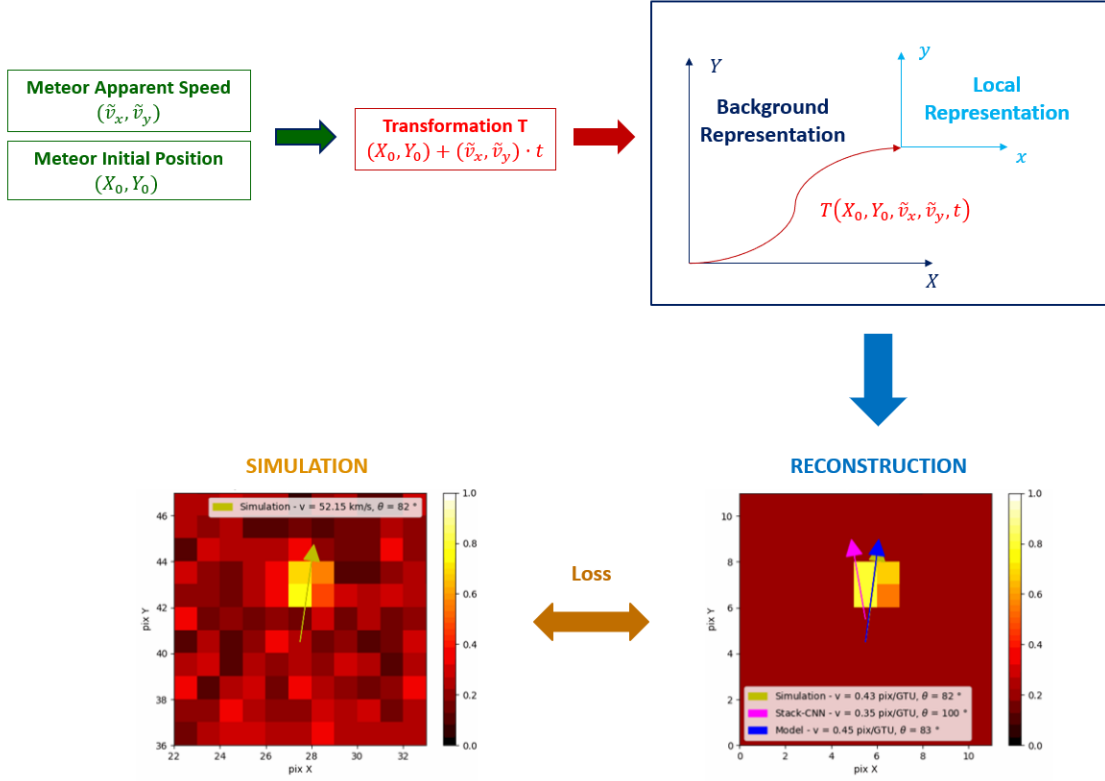 Meteor Apparent Speed
(ṽₓ, ṽᵧ)
Meteor Initial Position
(X₀, Y₀)
Transformation T
(X₀, Y₀) + (ṽₓ, ṽᵧ) · t
Y
Background
Representation
X
y
Local
Representation
x
T(X₀, Y₀, ṽₓ, ṽᵧ, t)
SIMULATION
Simulation - v = 52.15 km/s, θ = 82 °
pix Y
46
44
42
40
38
36
22 24 26 28 30 32
pix X
1.0
0.8
0.6
0.4
0.2
0.0
Loss
RECONSTRUCTION
pix Y
10
8
6
4
2
0
Simulation - v = 0.43 pix/GTU, θ = 82 °
Stack-CNN - v = 0.35 pix/GTU, θ = 100 °
Model - v = 0.45 pix/GTU, θ = 83 °
0 2 4 6 8 10
pix X
1.0
0.8
0.6
0.4
0.2
0.0